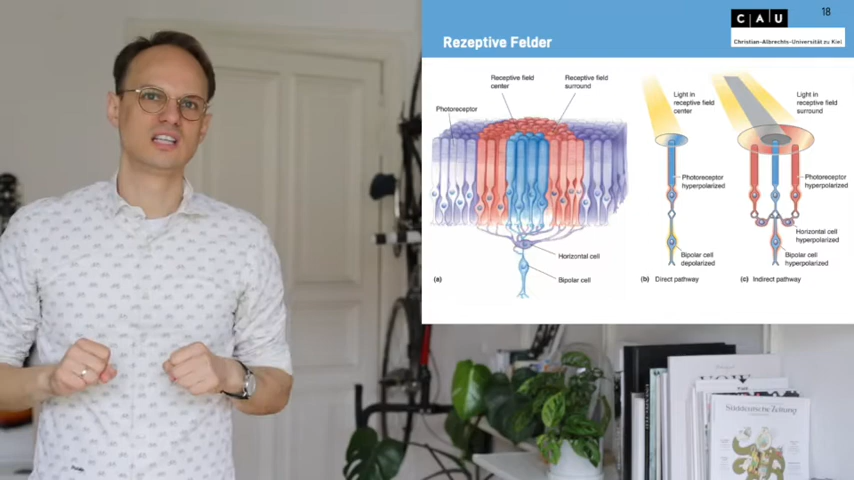 18
CAU
Christian-Albrechts-Universität zu Kiel
Rezeptive Felder
Receptive field
center
Receptive field
surround
Photoreceptor
Horizontal cell
Bipolar cell
(a)
Light in
receptive field
center
Photoreceptor
hyperpolarized
Bipolar cell
depolarized
(b) Direct pathway
Light in
receptive field
surround
Photoreceptor
hyperpolarized
Horizontal cell
hyperpolarized
Bipolar cell
hyperpolarized
(c) Indirect pathway
Süddeutsche Zeitung